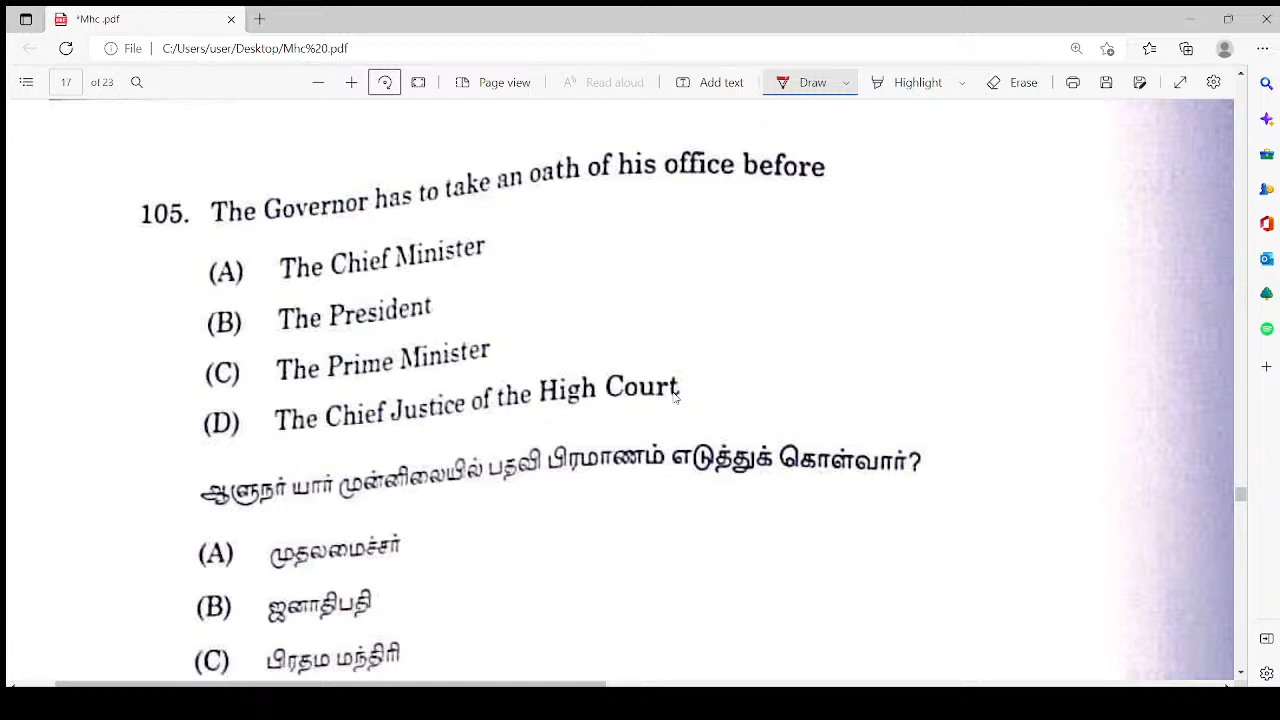 *Mhc .pdf
File
C:/Users/user/Desktop/Mhc%20.pdf
17 of 23
Page view
Read aloud
Add text
Draw
Highlight
Erase
105. The Governor has to take an oath of his office before
(A) The Chief Minister
(B) The President
(C) The Prime Minister
(D) The Chief Justice of the High Court
ஆளுநர் யார் முன்னிலையில் பதவி பிரமாணம் எடுத்துக் கொள்வார்?
(A) முதலமைச்சர்
(B) ஜனாதிபதி
(C) பிரதம மந்திரி